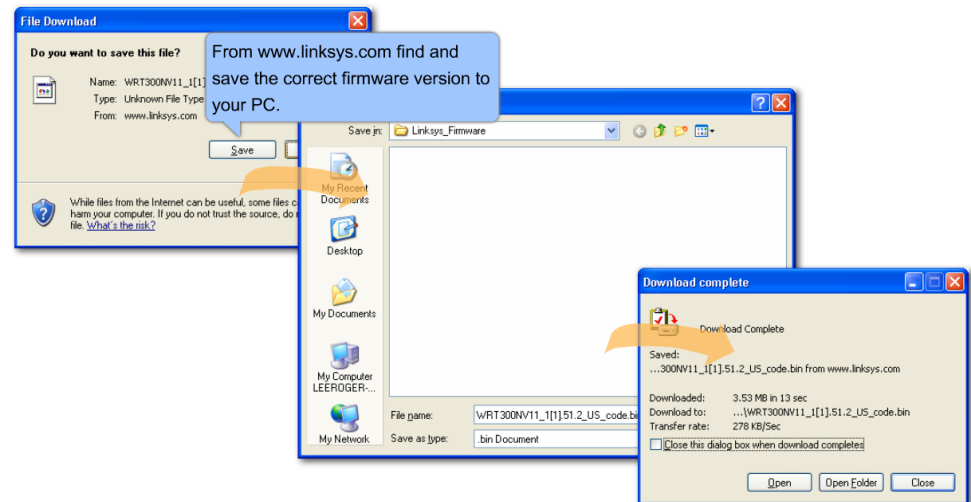 File Download
Do you want to save this file?
Name: WRT300NV11_1[1]
Type: Unknown File Type
From: www.linksys.com
Save
While files from the Internet can be useful, some files
harm your computer. If you do not trust the source, do
file. What's the risk?
From www.linksys.com find and
save the correct firmware version to
your PC.
Save in: Linksys_Firmware
My Recent
Documents
Desktop
My Documents
My Computer
LEEROGER-...
My Network
File name: WRT300NV11_1[1].51.2_US_code.bi
Save as type: .bin Document
Download complete
Download Complete
Saved:
...300NV11_1[1].51.2_US_code.bin from www.linksys.com
Downloaded: 3.53 MB in 13 sec
Download to: ...\WRT300NV11_1[1].51.2_US_code.bin
Transfer rate: 278 KB/Sec
Close this dialog box when download completes
Open
Open Folder
Close